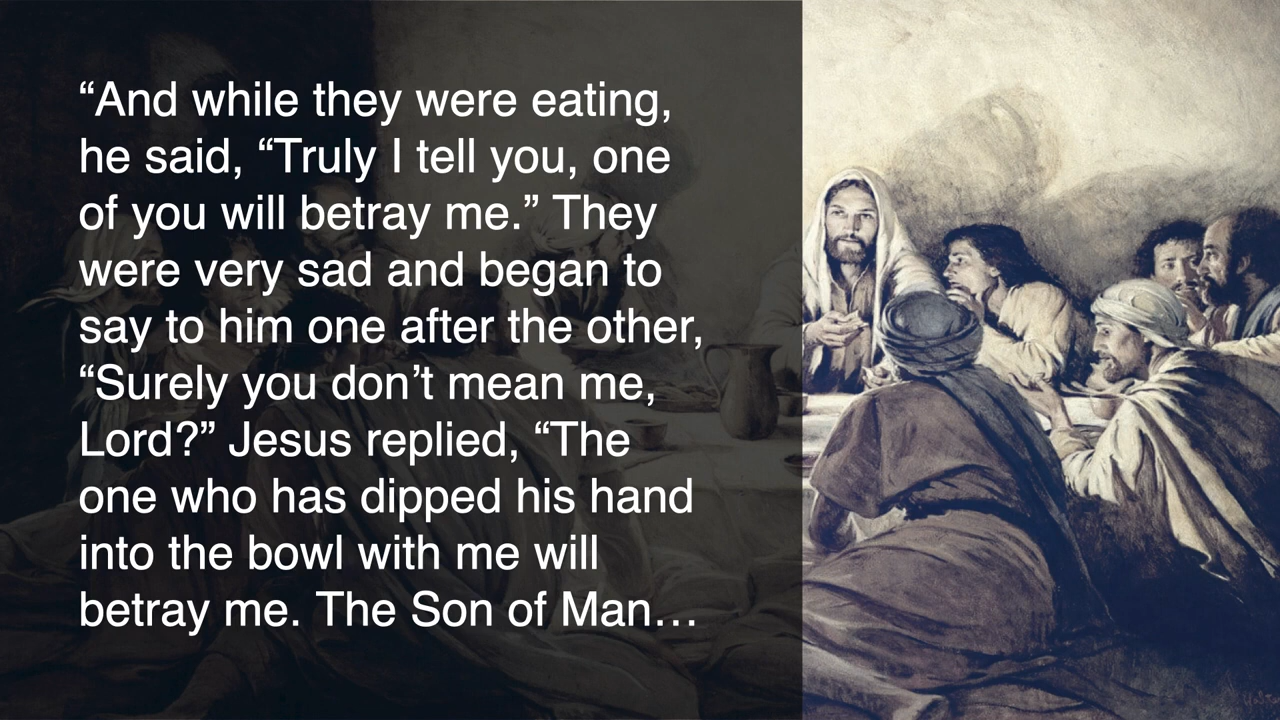 “And while they were eating,
he said, “Truly I tell you, one
of you will betray me.” They
were very sad and began to
say to him one after the other,
“Surely you don’t mean me,
Lord?” Jesus replied, “The
one who has dipped his hand
into the bowl with me will
betray me. The Son of Man…